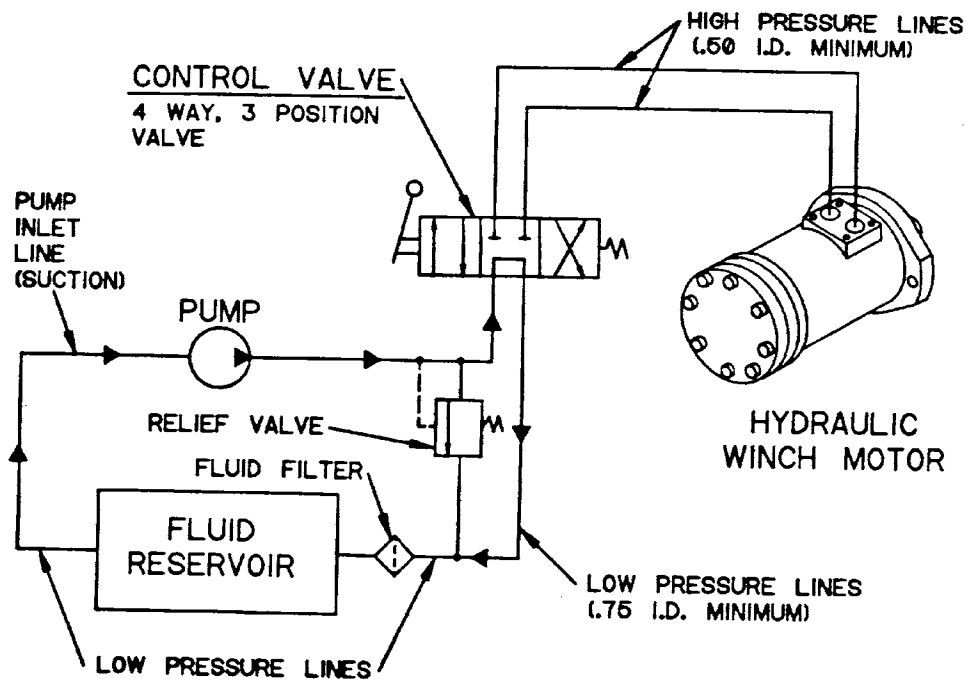 HIGH PRESSURE LINES
(.50 I.D. MINIMUM)
CONTROL VALVE
4 WAY, 3 POSITION
VALVE
PUMP
INLET
LINE
(SUCTION)
PUMP
RELIEF VALVE
FLUID FILTER
FLUID
RESERVOIR
HYDRAULIC
WINCH MOTOR
LOW PRESSURE LINES
(.75 I.D. MINIMUM)
LOW PRESSURE LINES